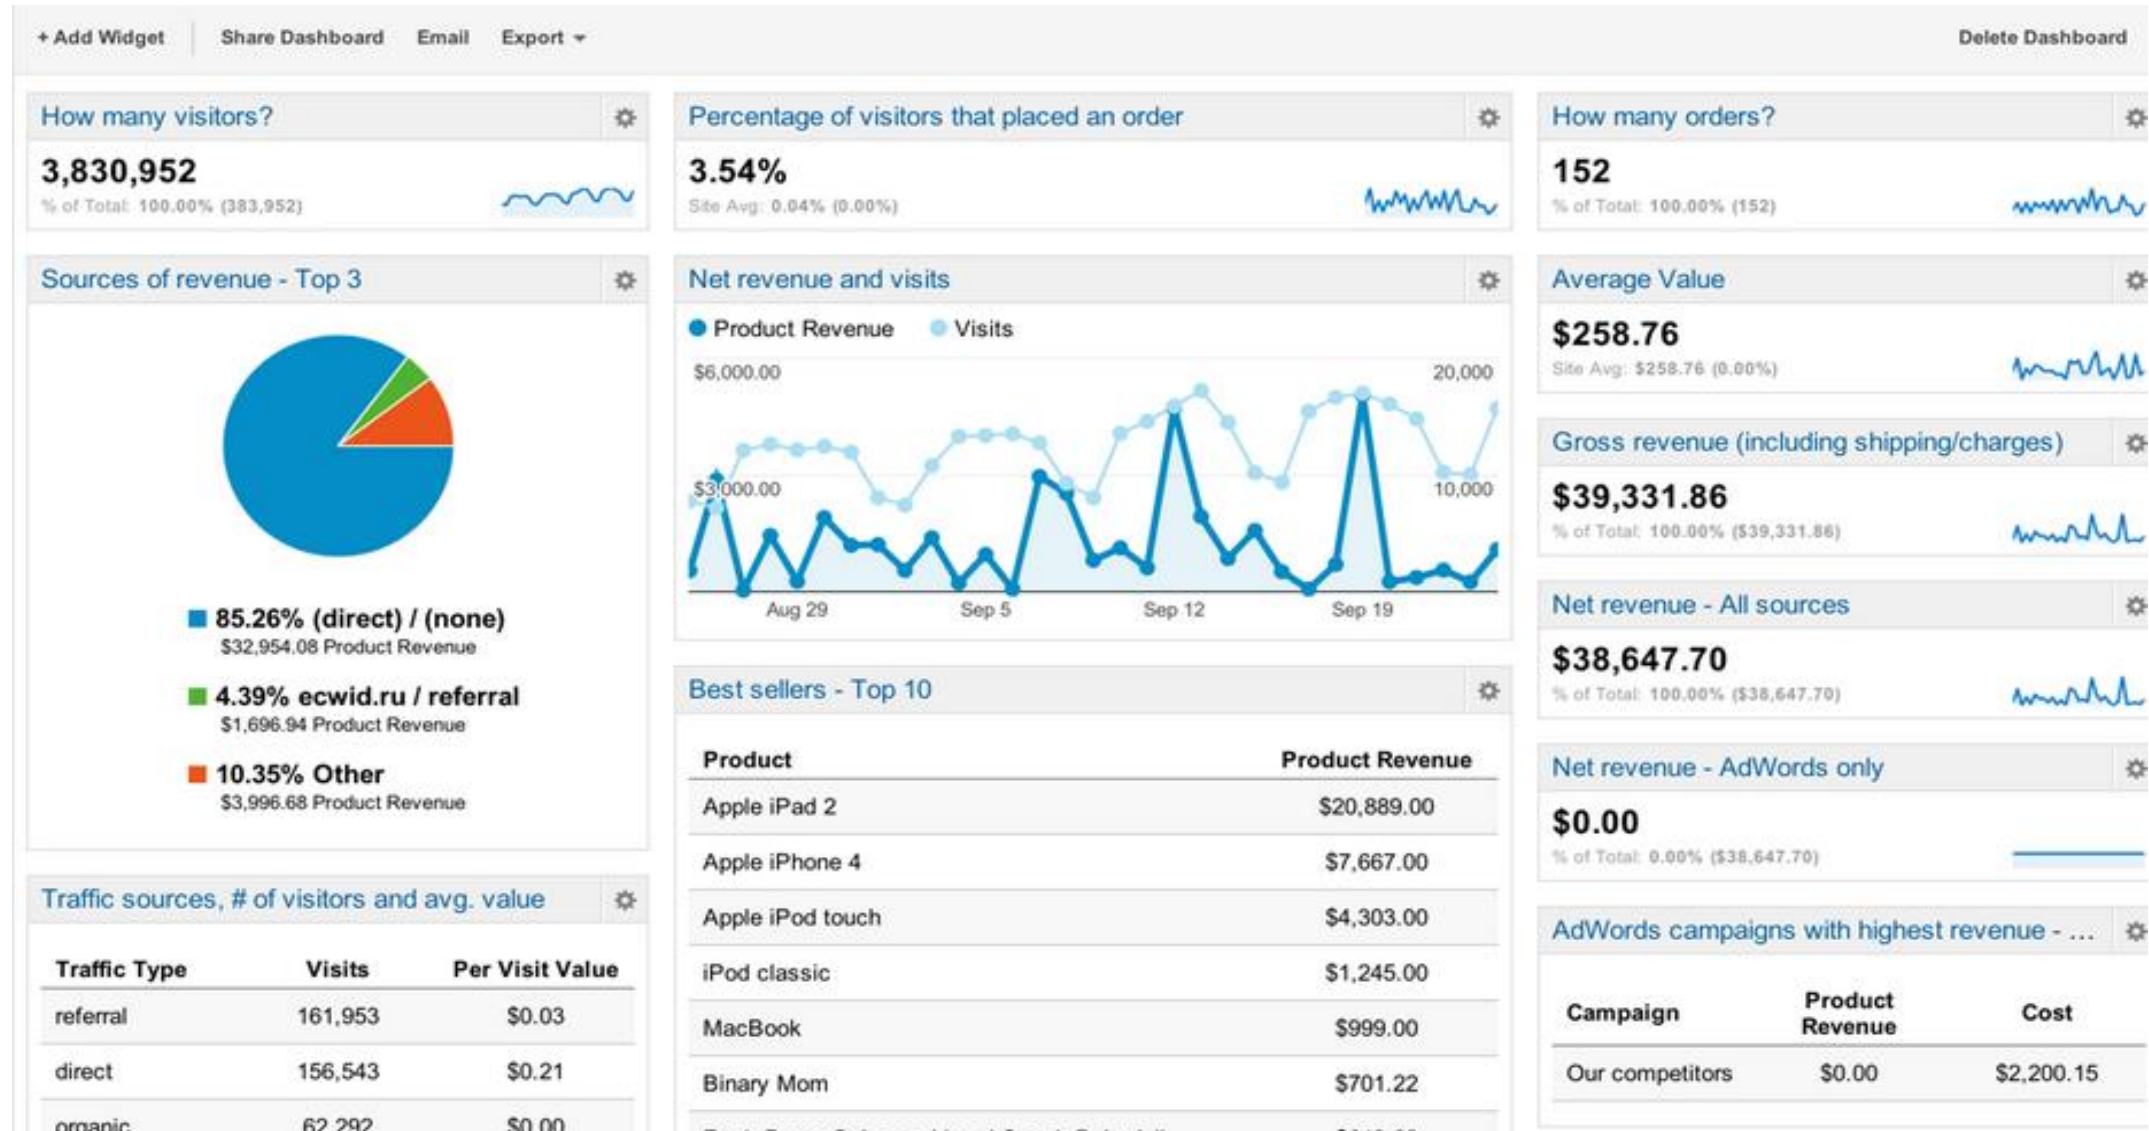 + Add Widget Share Dashboard Email Export Delete Dashboard
How many visitors?
3,830,952
% of Total: 100.00% (383,952)
Percentage of visitors that placed an order
3.54%
Site Avg: 0.04% (0.00%)
How many orders?
152
% of Total: 100.00% (152)
Sources of revenue - Top 3
85.26% (direct) / (none)
$32,954.08 Product Revenue
4.39% ecwid.ru / referral
$1,696.94 Product Revenue
10.35% Other
$3,996.68 Product Revenue
Traffic sources, # of visitors and avg. value
Traffic Type Visits Per Visit Value
referral 161,953 $0.03
direct 156,543 $0.21
organic 62,292 $0.00
Net revenue and visits
Product Revenue Visits
$6,000.00 20,000
$3,000.00 10,000
Aug 29 Sep 5 Sep 12 Sep 19
Best sellers - Top 10
Product Product Revenue
Apple iPad 2 $20,889.00
Apple iPhone 4 $7,667.00
Apple iPod touch $4,303.00
iPod classic $1,245.00
MacBook $999.00
Binary Mom $701.22
Average Value
$258.76
Site Avg: $258.76 (0.00%)
Gross revenue (including shipping/charges)
$39,331.86
% of Total: 100.00% ($39,331.86)
Net revenue - All sources
$38,647.70
% of Total: 100.00% ($38,647.70)
Net revenue - AdWords only
$0.00
% of Total: 0.00% ($38,647.70)
AdWords campaigns with highest revenue - ...
Campaign Product Revenue Cost
Our competitors $0.00 $2,200.15